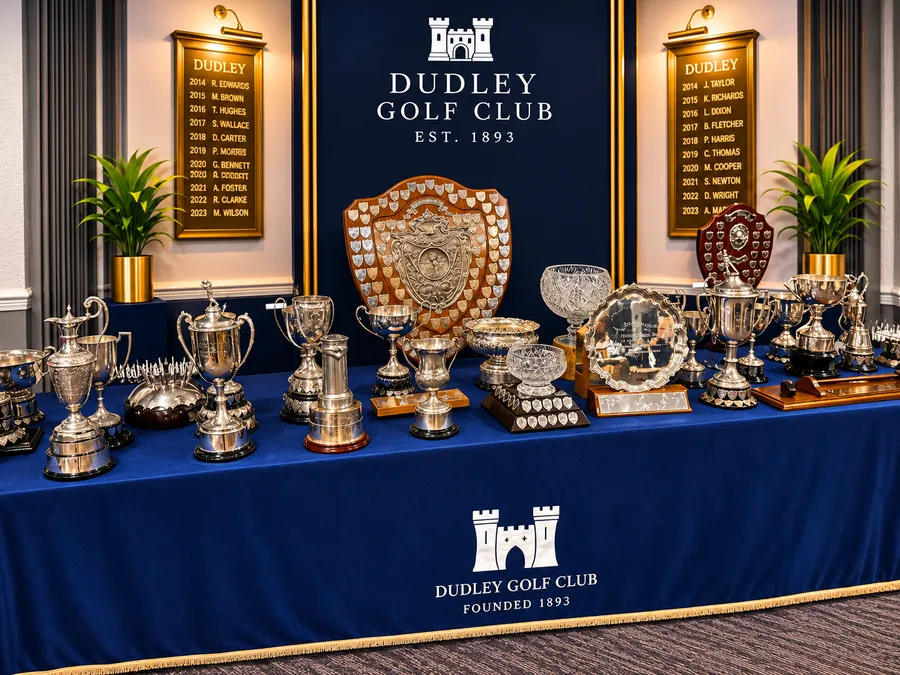 DUDLEY
2014 R. EDWARDS
2015 M. BROWN
2016 T. HUGHES
2017 S. WALLACE
2018 D. CARTER
2019 P.
2020 G. BENNETT
2020
2021 A. FOSTER
2022 R. CLARKE
2023 M. WILSON
DUDLEY
GOLF CLUB
EST. 1893
DUDLEY
2014 J. TAYLOR
2015 K. RICHARDS
2016 L. DIXON
2017 B. FLETCHER
2018 P. HARRIS
2019 C. THOMAS
2020 M. COOPER
2021 S. NEWTON
2022 D. WRIGHT
2023 A.
DUDLEY GOLF CLUB
FOUNDED 1893